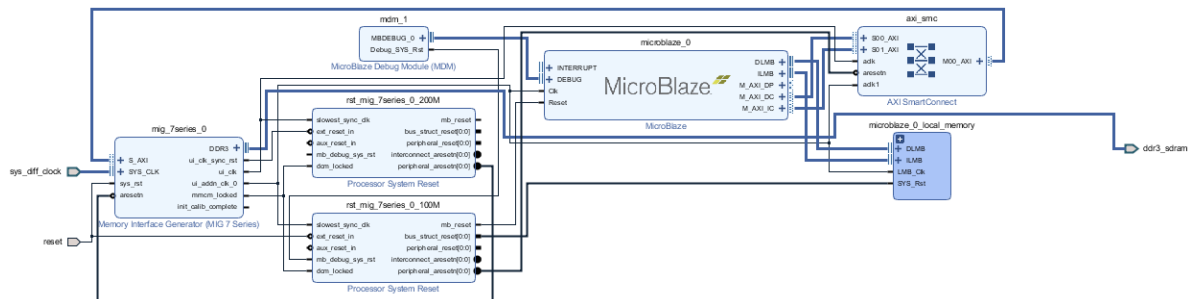 mdm_1
MBDEBUG_0
Debug_SYS_Rst
MicroBlaze Debug Module (MDM)
microblaze_0
INTERRUPT
DEBUG
Clk
Reset
MicroBlaze
DLMB
ILMB
M_AXI_DP
M_AXI_DC
M_AXI_IC
MicroBlaze
axi_smc
S00_AXI
S01_AXI
aclk
aresetn
aclk1
M00_AXI
AXI SmartConnect
rst_mig_7series_0_200M
slowest_sync_clk
ext_reset_in
aux_reset_in
mb_debug_sys_rst
dcm_locked
mb_reset
bus_struct_reset[0:0]
peripheral_reset[0:0]
interconnect_aresetn[0:0]
peripheral_aresetn[0:0]
Processor System Reset
microblaze_0_local_memory
DLMB
ILMB
LMB_Clk
SYS_Rst
ddr3_sdram
mig_7series_0
S_AXI
SYS_CLK
sys_rst
aresetn
DDR3
ui_clk_sync_rst
ui_clk
ui_addn_clk_0
mmcm_locked
init_calib_complete
Memory Interface Generator (MIG 7 Series)
sys_diff_clock
reset
rst_mig_7series_0_100M
slowest_sync_clk
ext_reset_in
aux_reset_in
mb_debug_sys_rst
dcm_locked
mb_reset
bus_struct_reset[0:0]
peripheral_reset[0:0]
interconnect_aresetn[0:0]
peripheral_aresetn[0:0]
Processor System Reset